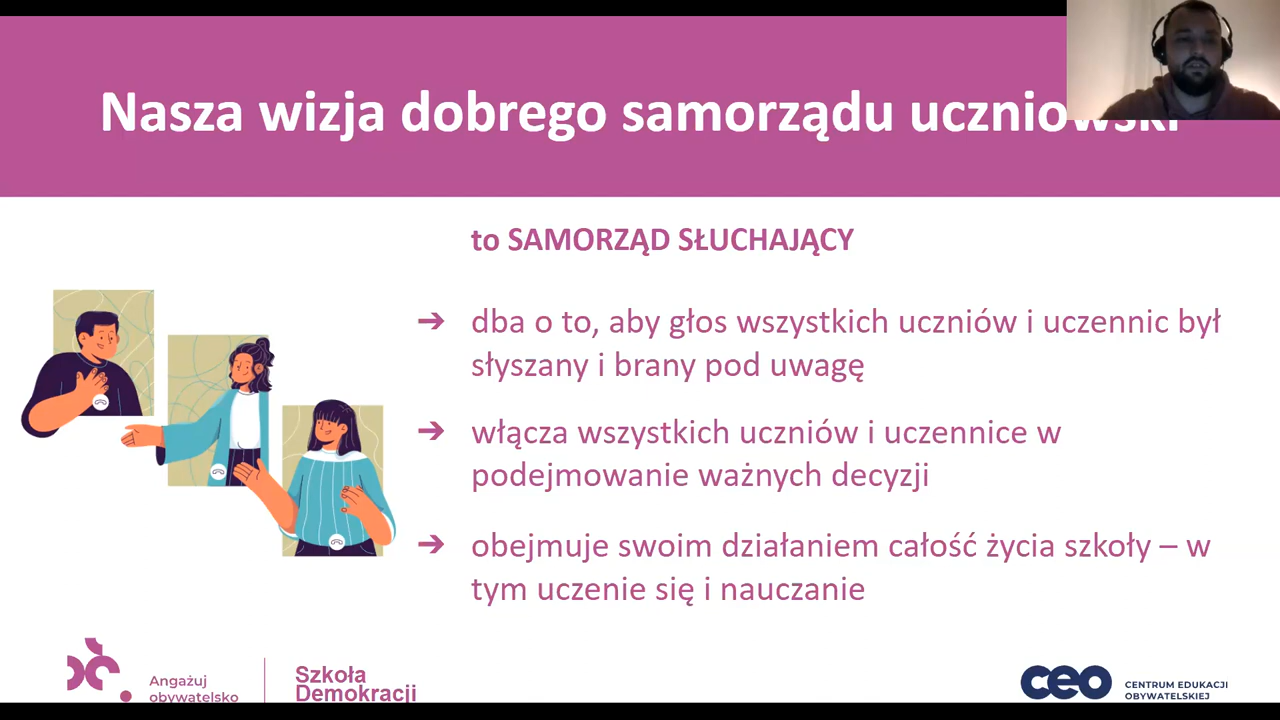 Nasza wizja dobrego samorządu uczniowski
to SAMORZĄD SŁUCHAJĄCY
➔ dba o to, aby głos wszystkich uczniów i uczennic był
słyszany i brany pod uwagę
➔ włącza wszystkich uczniów i uczennice w
podejmowanie ważnych decyzji
➔ obejmuje swoim działaniem całość życia szkoły – w
tym uczenie się i nauczanie
Angażuj
obywatelsko
Szkoła
Demokracji
ceo
CENTRUM EDUKACJI
OBYWATELSKIEJ